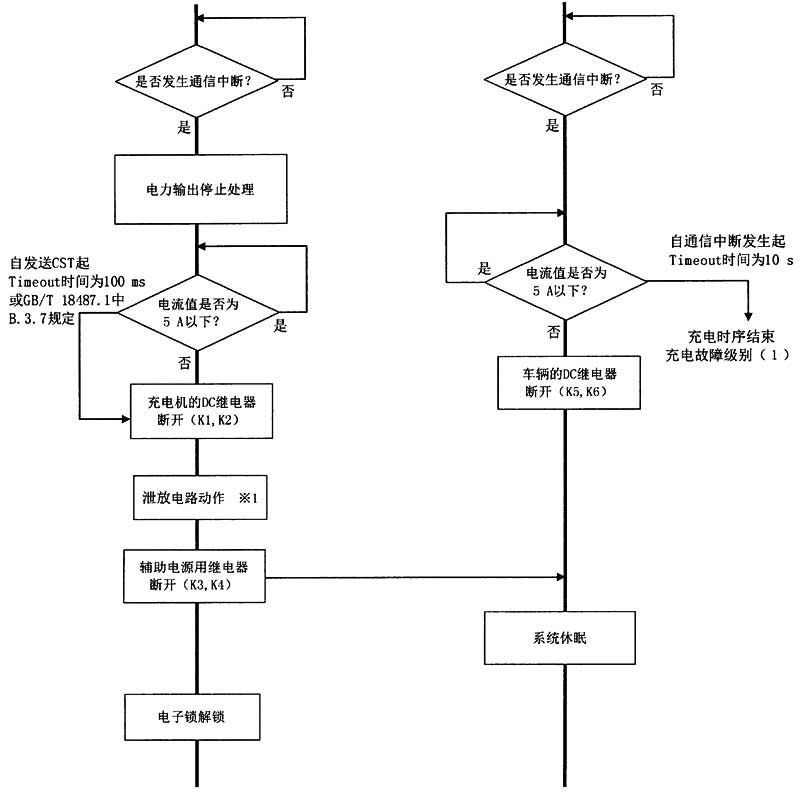 是否发生通信中断？
否
是
电力输出停止处理
自发送CST起
Timeout时间为100 ms
或GB/T 18487.1中
B.3.7规定
电流值是否为
5 A以下？
是
否
充电机的DC继电器
断开（K1,K2）
泄放电路动作 ※1
辅助电源用继电器
断开（K3,K4）
电子锁解锁
是否发生通信中断？
否
是
自通信中断发生起
Timeout时间为10 s
是
电流值是否为
5 A以下？
否
充电时序结束
充电故障级别（1）
车辆的DC继电器
断开（K5,K6）
系统休眠